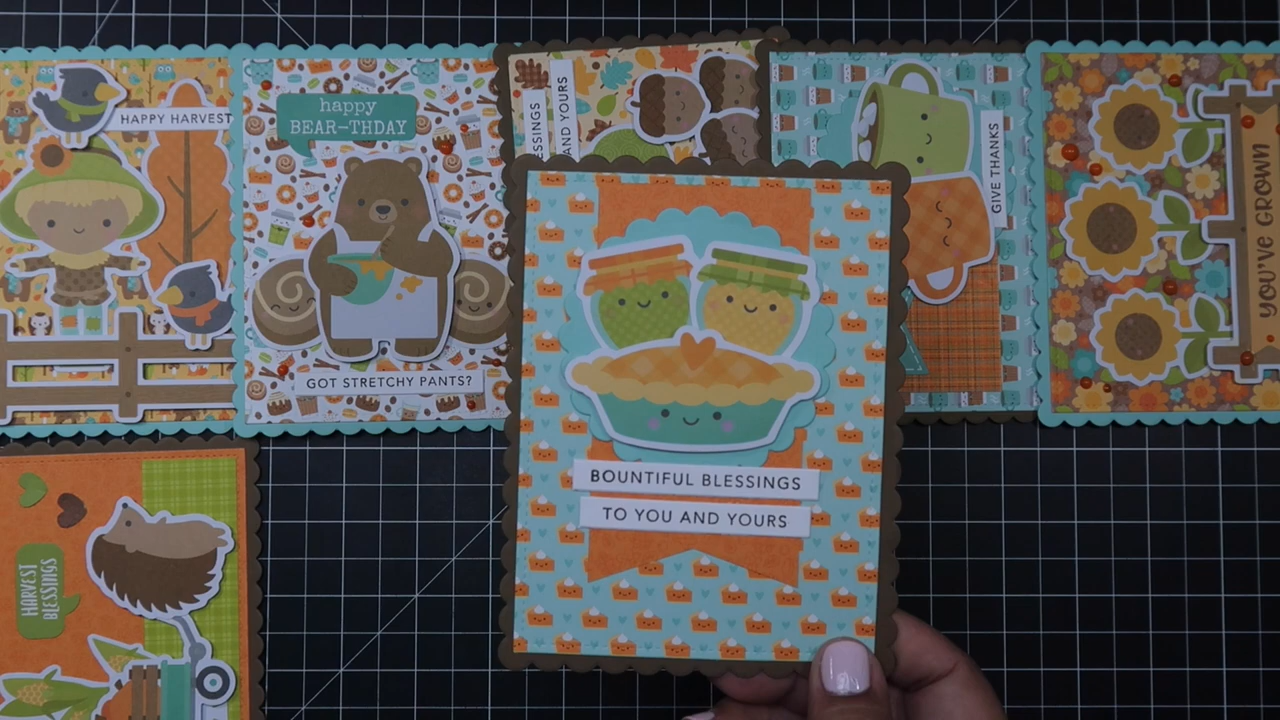 HAPPY HARVEST
happy
BEAR-THDAY
GOT STRETCHY PANTS?
AND YOURS
GIVE THANKS
YOU'VE GROWN
BOUNTIFUL BLESSINGS
TO YOU AND YOURS
HARVEST
BLESSINGS